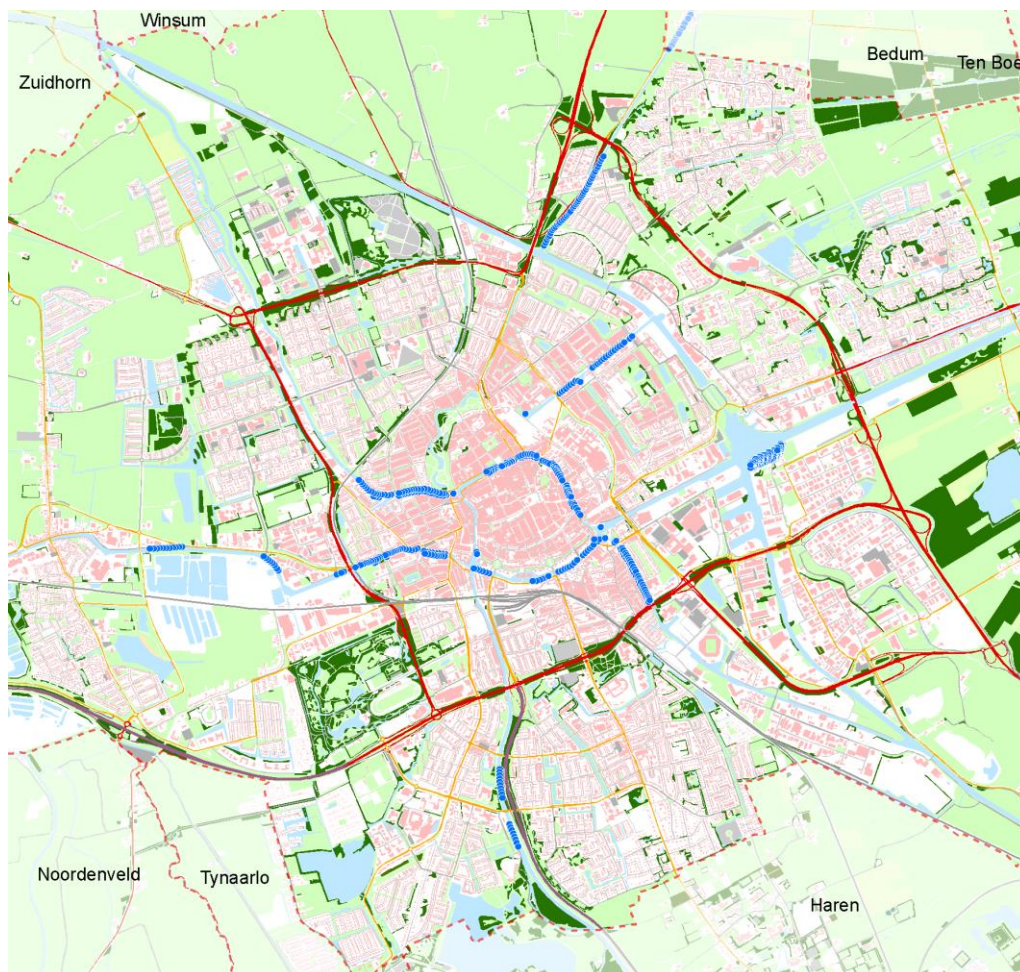 Winsum
Bedum
Ten Boe
Zuidhorn
Noordenveld
Tynaarlo
Haren